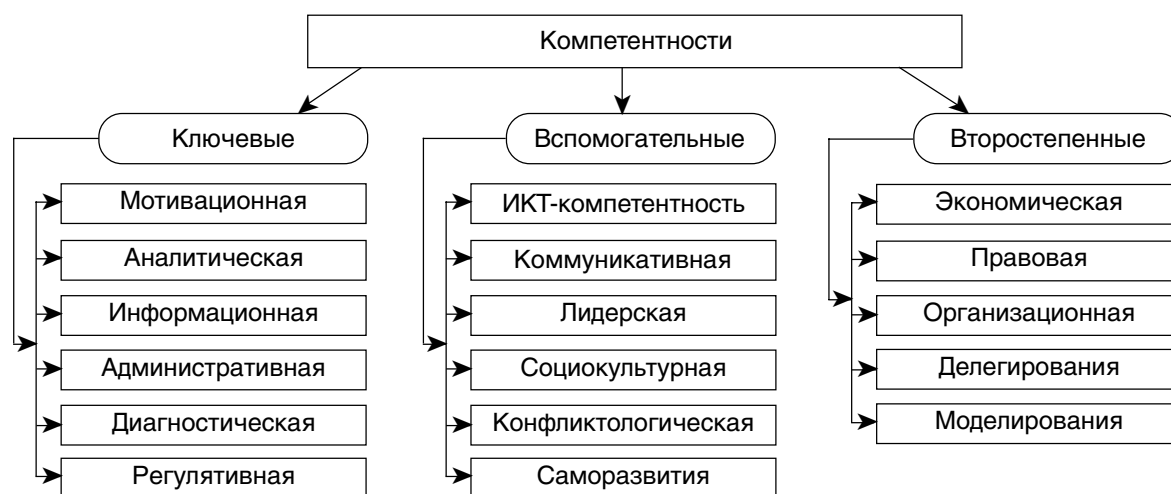 Компетентности
Ключевые
Мотивационная
Аналитическая
Информационная
Административная
Диагностическая
Регулятивная
Вспомогательные
ИКТ-компетентность
Коммуникативная
Лидерская
Социокультурная
Конфликтологическая
Саморазвития
Второстепенные
Экономическая
Правовая
Организационная
Делегирования
Моделирования